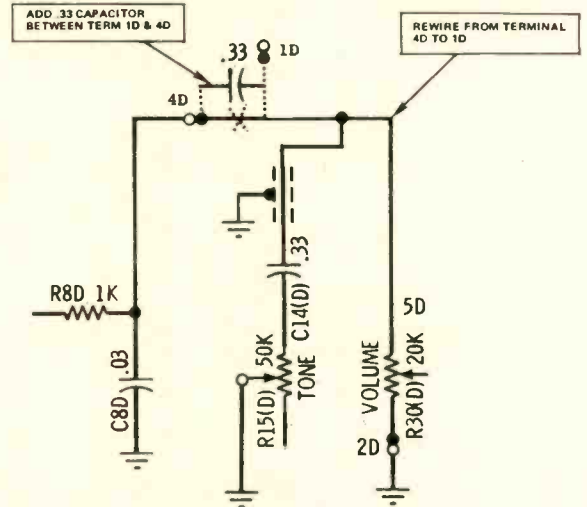 ADD .33 CAPACITOR
BETWEEN TERM 1D & 4D
REWIRE FROM TERMINAL
4D TO 1D
.33
1D
4D
R8D 1K
C8D .03
C14(D) .33
R15(D) 50K
TONE
5D
VOLUME
R30(D) 20K
2D